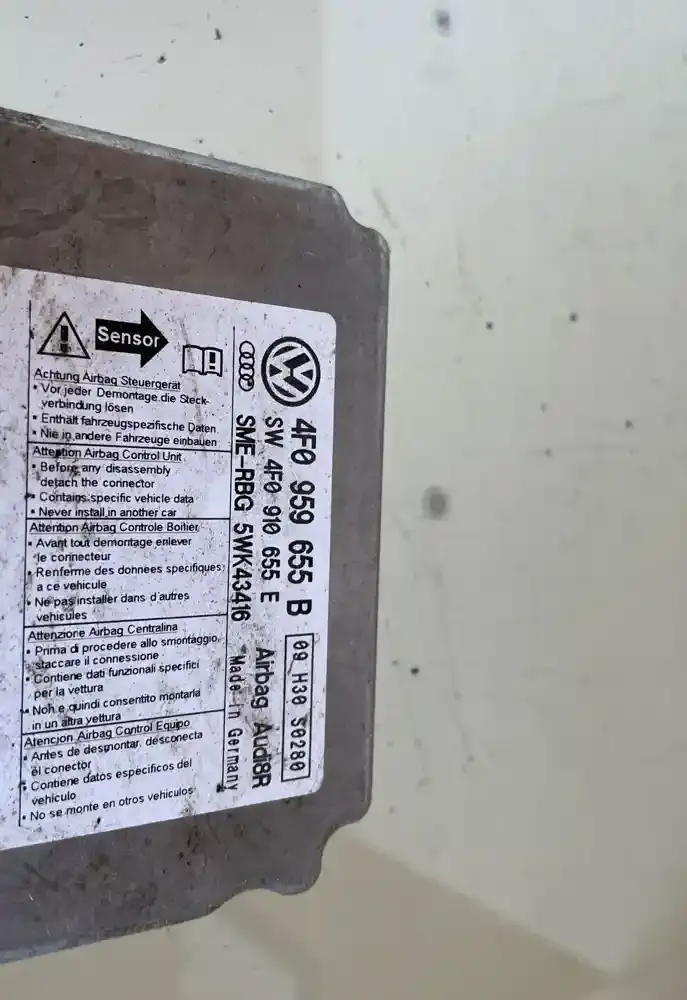 4F0 959 655 B
09 H30 S0280
SW 4F0 910 655 E
Airbag Audi8R
SME-RBG 5WK43416
Made in Germany
Sensor
Achtung Airbag Steuergerät
• Vor jeder Demontage die Steck-
verbindung lösen
• Enthält fahrzeugspezifische Daten
• Nie in andere Fahrzeuge einbauen
Attention Airbag Control Unit
• Before any disassembly
detach the connector
• Contains specific vehicle data
• Never install in another car
Attention Airbag Controle Boitier
• Avant tout demontage enlever
le connecteur
• Renferme des donnees specifiques
a ce vehicule
• Ne pas installer dans d'autres
vehicules
Attenzione Airbag Centralina
• Prima di procedere allo smontaggio,
staccare il connessione
• Contiene dati funzionali specifici
per la vettura
• Non e quindi consentito montarla
in un altra vettura
Atencion Airbag Control Equipo
• Antes de desmontar, desconecta
el conector
• Contiene datos especificos del
vehiculo
• No se monte en otros vehiculos